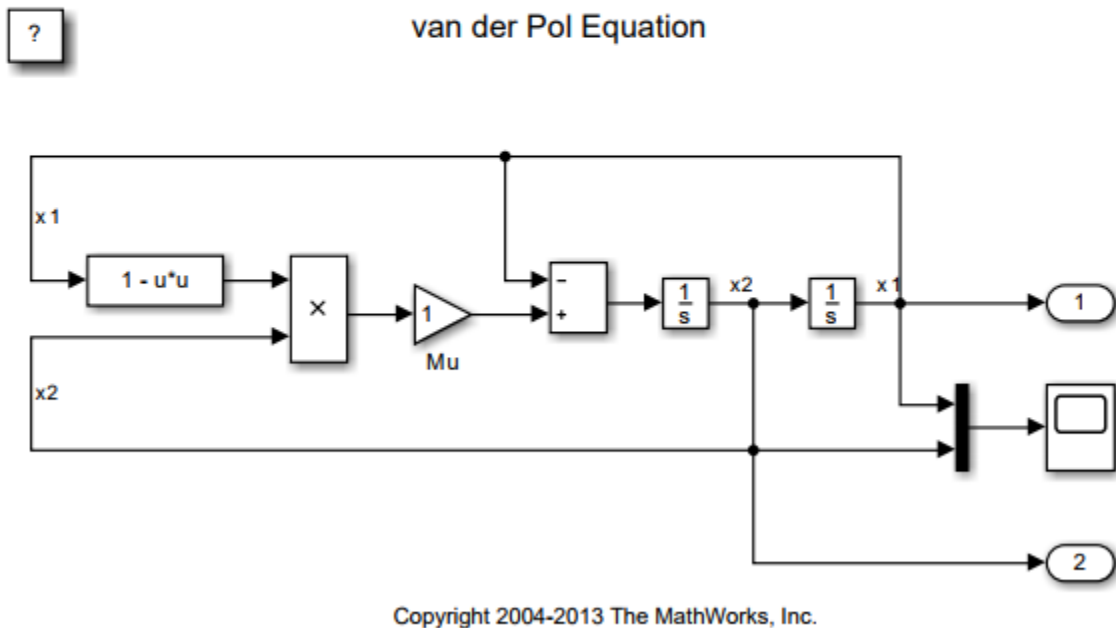 ?
van der Pol Equation
x1
1 - u*u
×
1
Mu
−
+
1
s
x2
1
s
x1
1
x2
2
Copyright 2004-2013 The MathWorks, Inc.